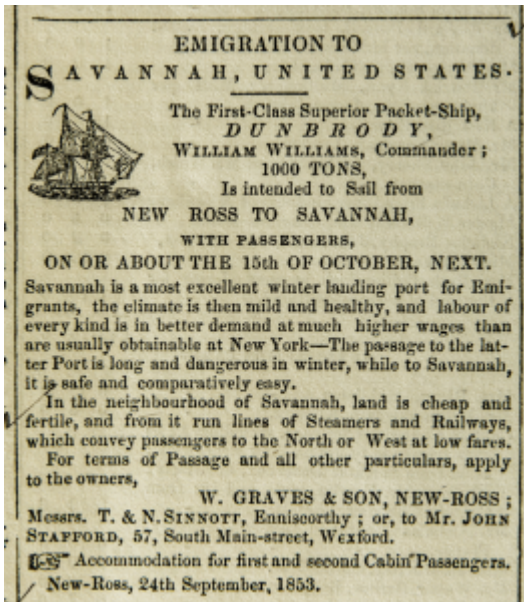 EMIGRATION TO
SAVANNAH, UNITED STATES.
The First-Class Superior Packet-Ship,
DUNBRODY,
WILLIAM WILLIAMS, Commander;
1000 TONS,
Is intended to Sail from
NEW ROSS TO SAVANNAH,
WITH PASSENGERS,
ON OR ABOUT THE 15th OF OCTOBER, NEXT.
Savannah is a most excellent winter landing port for Emi-
grants, the climate is then mild and healthy, and labour of
every kind is in better demand at much higher wages than
are usually obtainable at New York—The passage to the lat-
ter Port is long and dangerous in winter, while to Savannah,
it is safe and comparatively easy.
In the neighbourhood of Savannah, land is cheap and
fertile, and from it run lines of Steamers and Railways,
which convey passengers to the North or West at low fares.
For terms of Passage and all other particulars, apply
to the owners,
W. GRAVES & SON, NEW-ROSS;
Messrs. T. & N. SINNOTT, Enniscorthy; or, to Mr. JOHN
STAFFORD, 57, South Main-street, Wexford.
☞ Accommodation for first and second Cabin Passengers.
New-Ross, 24th September, 1853.